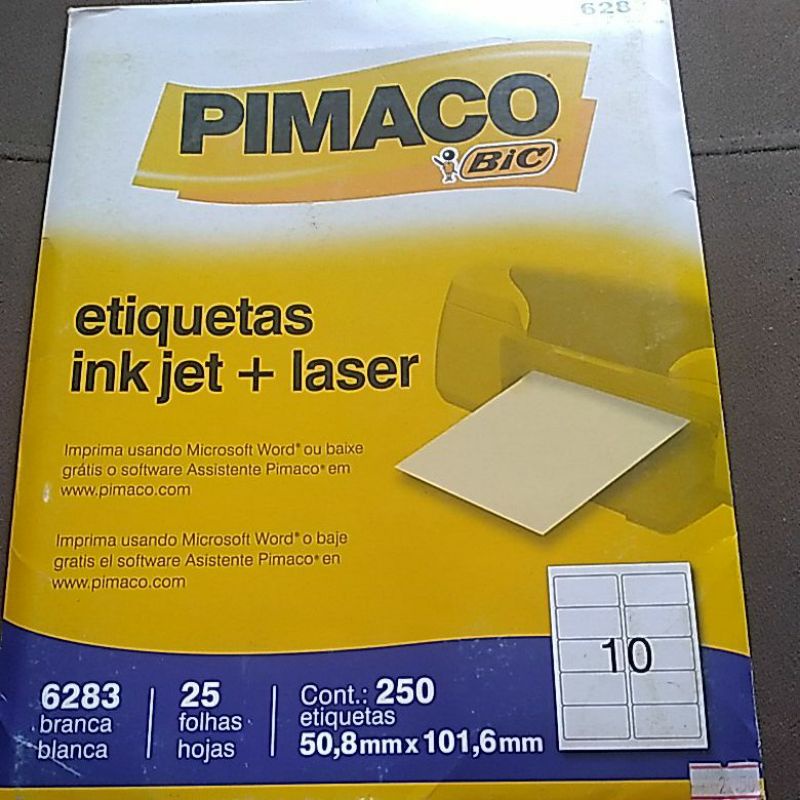 628
PIMACO
BiC
etiquetas
ink jet + laser
Imprima usando Microsoft Word® ou baixe
grátis o software Assistente Pimaco® em
www.pimaco.com
Imprima usando Microsoft Word® o baje
gratis el software Asistente Pimaco® en
www.pimaco.com
10
6283
branca
blanca
25
folhas
hojas
Cont.: 250
etiquetas
50,8mm x 101,6mm